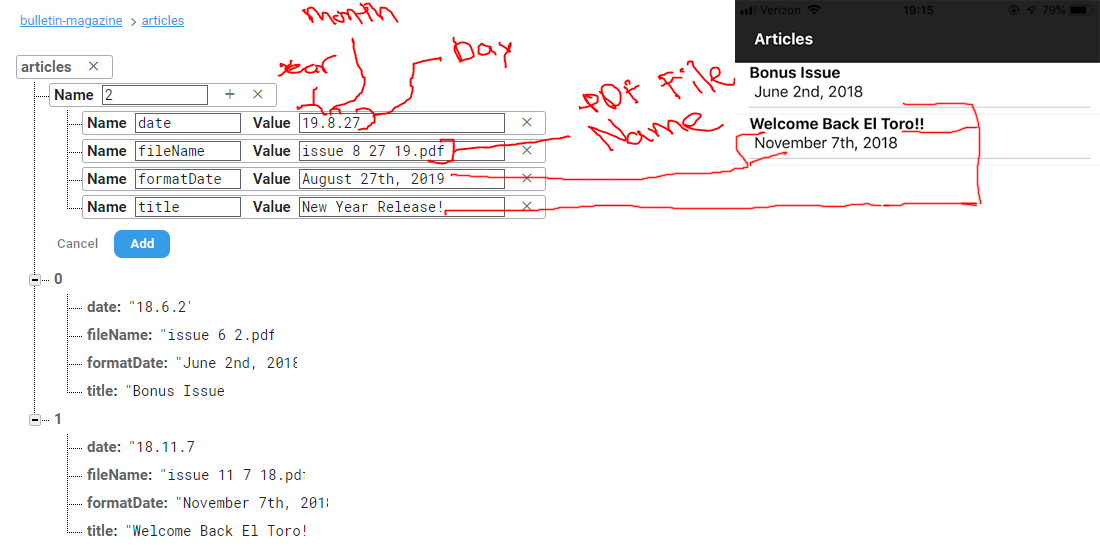 bulletin-magazine > articles
articles ×
Name 2 + ×
Name date Value 19.8.27 ×
Name fileName Value issue 8 27 19.pdf ×
Name formatDate Value August 27th, 2019 ×
Name title Value New Year Release! ×
Cancel Add
0
date: "18.6.2'
fileName: "issue 6 2.pdf
formatDate: "June 2nd, 2018
title: "Bonus Issue
1
date: "18.11.7
fileName: "issue 11 7 18.pdf
formatDate: "November 7th, 2018
title: "Welcome Back El Toro!
Month
Year
Day
PDF File
Name
Verizon 19:15 79%
Articles
Bonus Issue
June 2nd, 2018
Welcome Back El Toro!!
November 7th, 2018